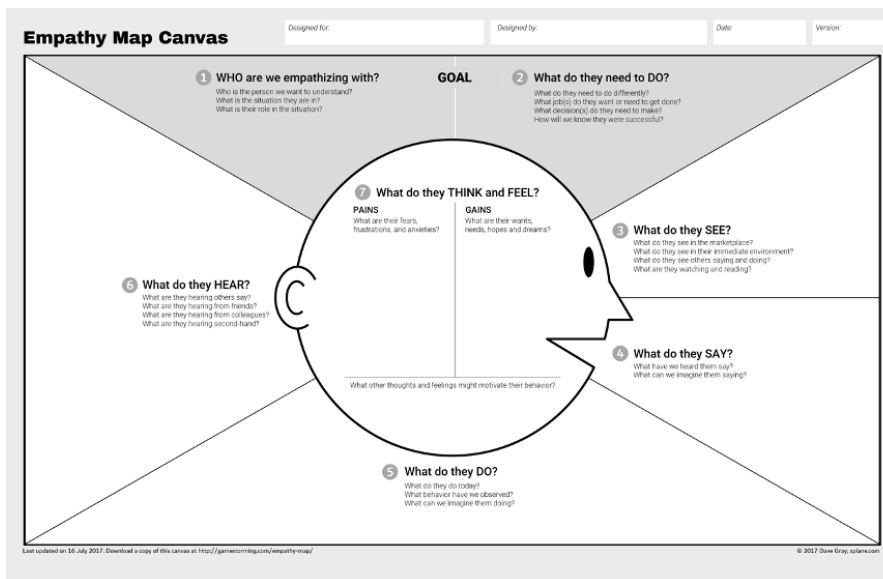 Empathy Map Canvas
Designed for:
Designed by:
Date:
Version:
1 WHO are we empathizing with?
Who is the person we want to understand?
What is the situation they are in?
What is their role in the situation?
GOAL
2 What do they need to DO?
What do they need to do differently?
What job(s) do they want or need to get done?
What decision(s) do they need to make?
How will we know they were successful?
3 What do they SEE?
What do they see in the marketplace?
What do they see in their immediate environment?
What do they see others saying and doing?
What are they watching and reading?
4 What do they SAY?
What have we heard them say?
What can we imagine them saying?
5 What do they DO?
What do they do today?
What behavior have we observed?
What can we imagine them doing?
6 What do they HEAR?
What are they hearing others say?
What are they hearing from friends?
What are they hearing from colleagues?
What are they hearing second-hand?
7 What do they THINK and FEEL?
PAINS
What are their fears,
frustrations, and anxieties?
GAINS
What are their wants,
needs, hopes and dreams?
What other thoughts and feelings might motivate their behavior?
Last updated on 16 July 2017. Download a copy of this canvas at http://gamestorming.com/empathy-map/
© 2017 Dave Gray, xplane.com